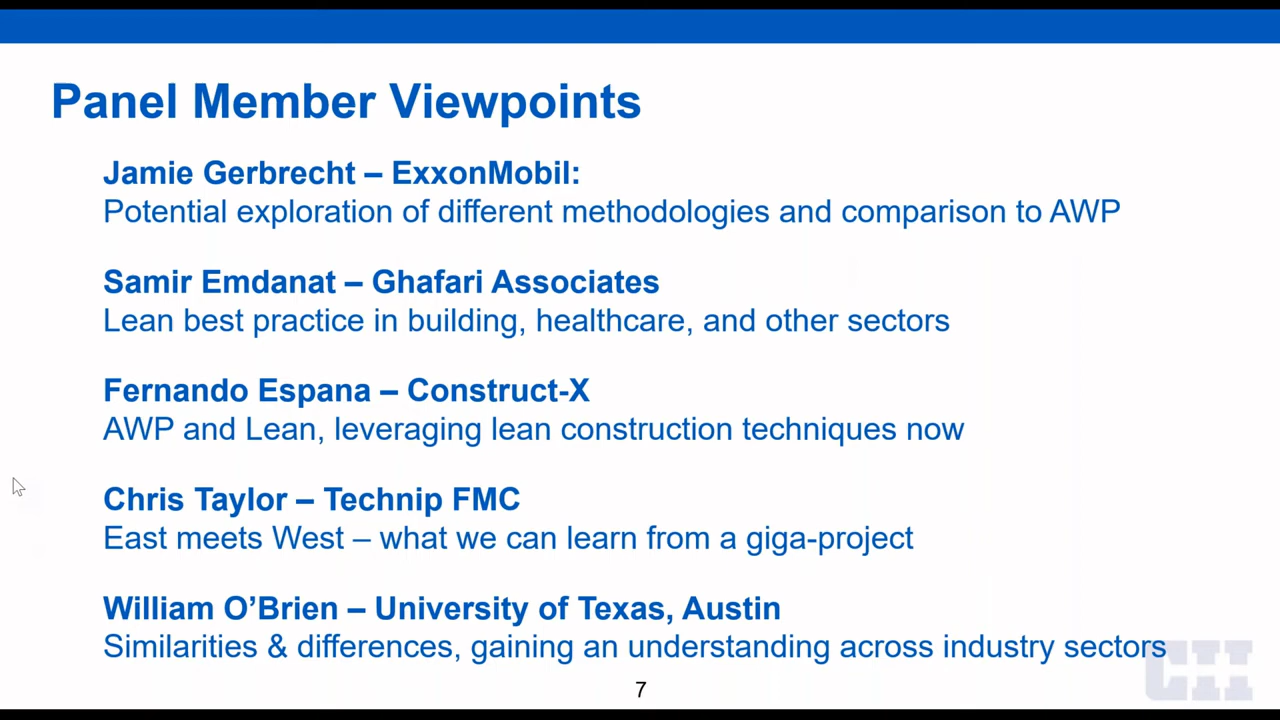 Panel Member Viewpoints
Jamie Gerbrecht – ExxonMobil:
Potential exploration of different methodologies and comparison to AWP
Samir Emdanat – Ghafari Associates
Lean best practice in building, healthcare, and other sectors
Fernando Espana – Construct-X
AWP and Lean, leveraging lean construction techniques now
Chris Taylor – Technip FMC
East meets West – what we can learn from a giga-project
William O’Brien – University of Texas, Austin
Similarities & differences, gaining an understanding across industry sectors
CII
7